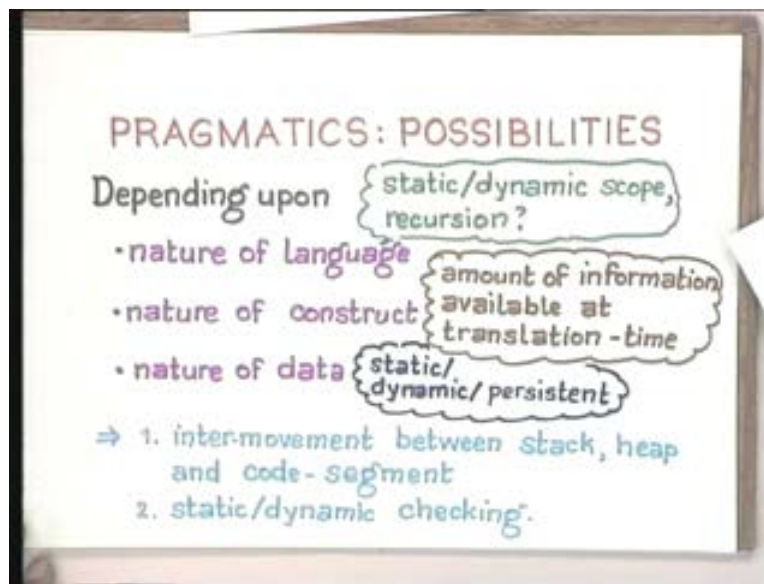 PRAGMATICS: POSSIBILITIES
Depending upon
static/dynamic scope,
recursion?
• nature of language
• nature of construct
amount of information
available at
translation-time
• nature of data
static/
dynamic/persistent
⇒ 1. inter-movement between stack, heap
and code-segment
2. static/dynamic checking.